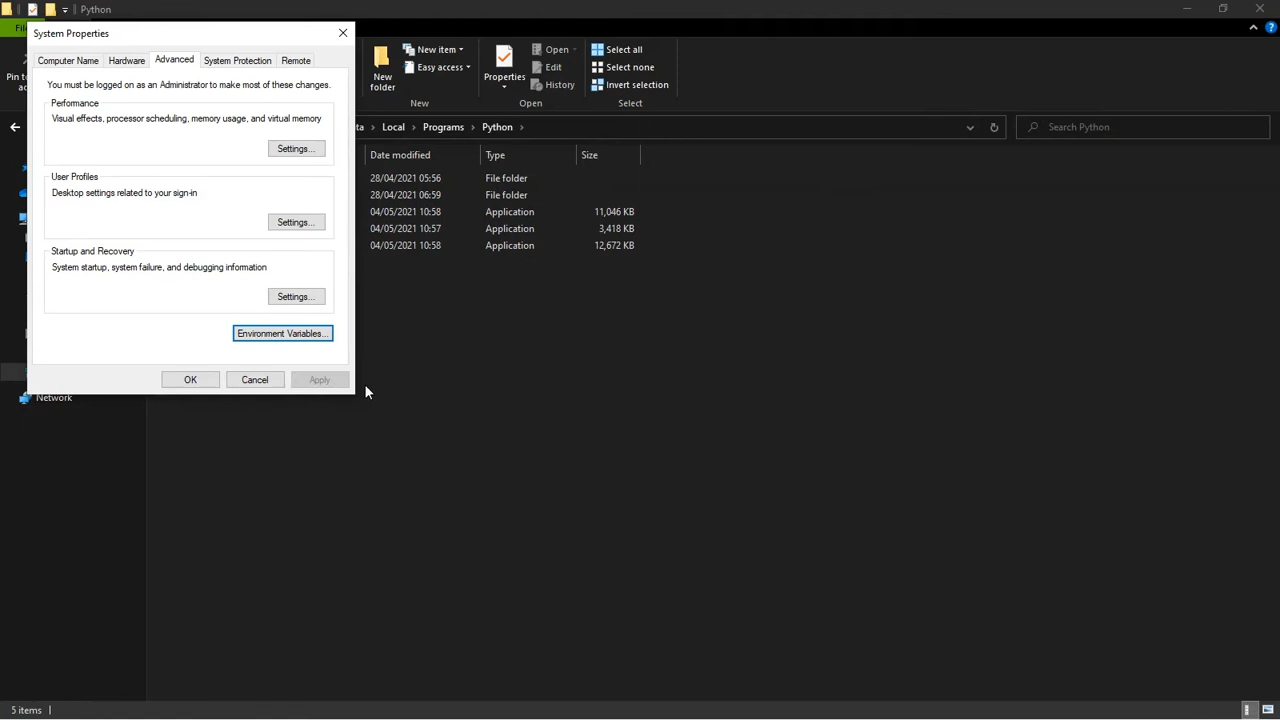 Python
Fil
System Properties
Computer Name
Hardware
Advanced
System Protection
Remote
You must be logged on as an Administrator to make most of these changes.
Performance
Visual effects, processor scheduling, memory usage, and virtual memory
Settings...
User Profiles
Desktop settings related to your sign-in
Settings...
Startup and Recovery
System startup, system failure, and debugging information
Settings...
Environment Variables...
OK
Cancel
Apply
Pin to
New
folder
New item
Easy access
New
Properties
Open
Edit
History
Open
Select all
Select none
Invert selection
Select
ta > Local > Programs > Python >
Search Python
Date modified Type Size
28/04/2021 05:56 File folder
28/04/2021 06:59 File folder
04/05/2021 10:58 Application 11,046 KB
04/05/2021 10:57 Application 3,418 KB
04/05/2021 10:58 Application 12,672 KB
Network
5 items